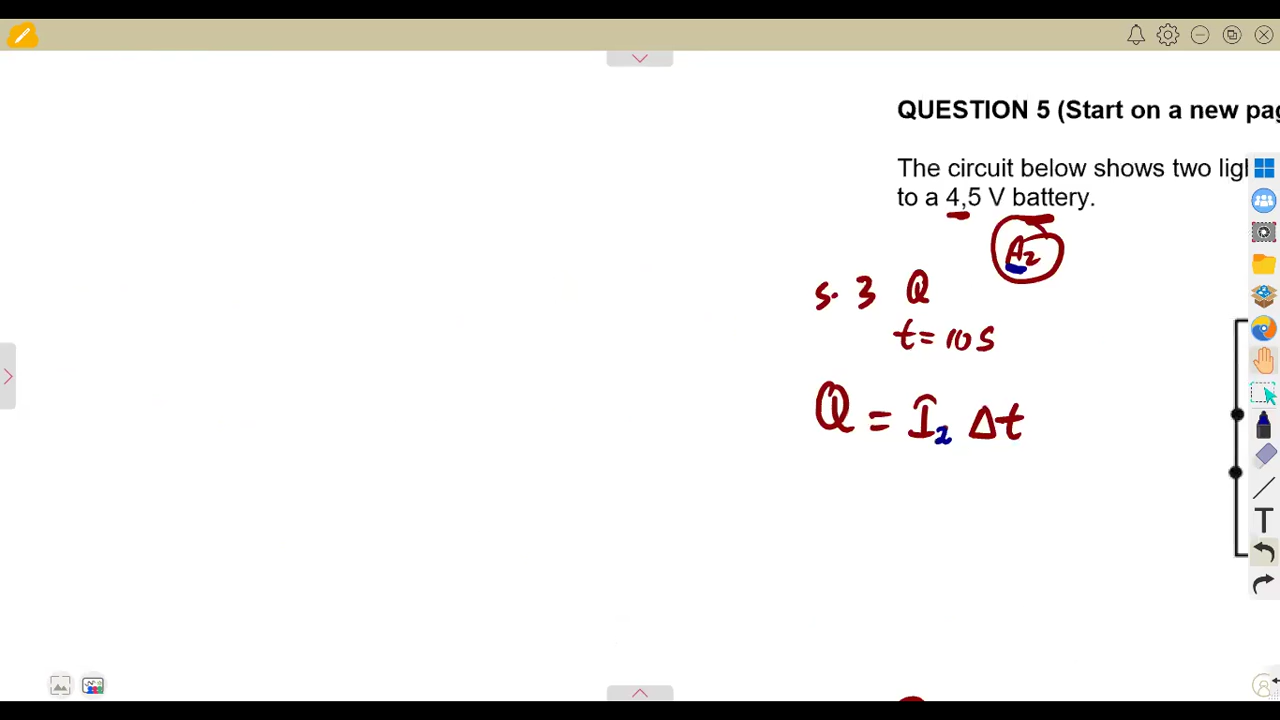 QUESTION 5 (Start on a new pag
The circuit below shows two ligh
to a 4,5 V battery.
A2
5.3 Q
t = 10 s
Q = I2 Δt
T